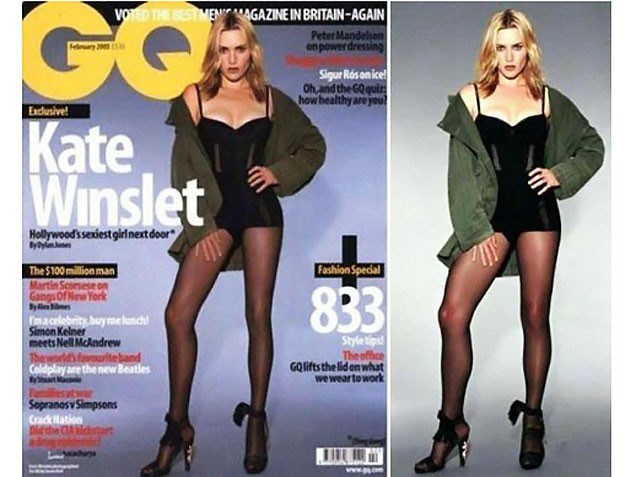 VOTED THE BEST MEN'S MAGAZINE IN BRITAIN - AGAIN
GQ
February 2003
Peter Mandelson
on power dressing
Sigur Rós on ice!
Oh, and the GQ quiz:
how healthy are you?
Exclusive!
Kate
Winslet
Hollywood's sexiest girl next door*
By Dylan Jones
The $100 million man
Martin Scorsese on
Gangs Of New York
By Alex Bilmes
I'm a celebrity, buy me lunch!
Simon Kelner
meets Nell McAndrew
The world's favourite band
Coldplay are the new Beatles
By Stuart Maconie
Families at war
Sopranos v Simpsons
Crack Nation
Did the CIA kickstart
a drug epidemic?
+
Fashion Special
833
Style tips!
The office
GQ lifts the lid on what
we wear to work
*(Ding dong)
www.gq.com